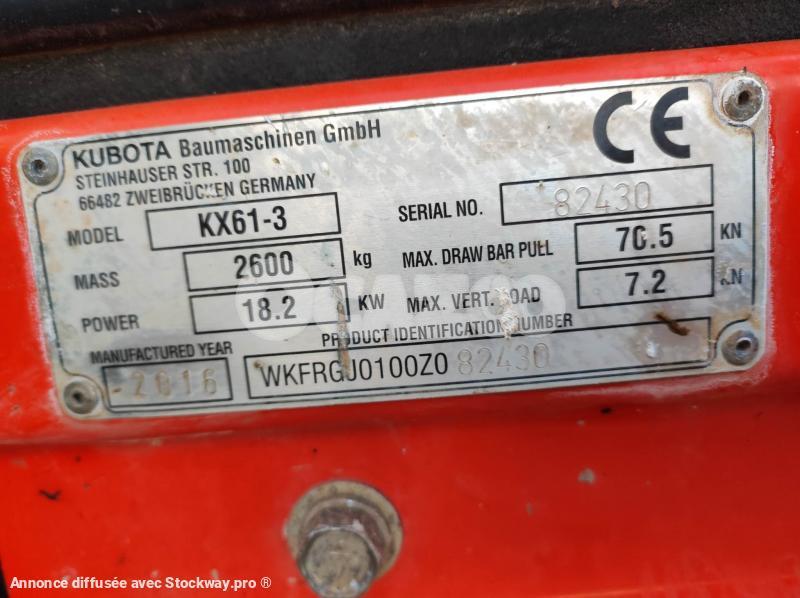 KUBOTA Baumaschinen GmbH
STEINHAUSER STR. 100
66482 ZWEIBRÜCKEN GERMANY
CE
MODEL KX61-3
SERIAL NO. 82430
MASS 2600 kg
MAX. DRAW BAR PULL 70.5 KN
POWER 18.2 KW
MAX. VERT. LOAD 7.2 KN
MANUFACTURED YEAR
-2016
PRODUCT IDENTIFICATION NUMBER
WKFRGJ0100Z082430
Annonce diffusée avec Stockway.pro ®